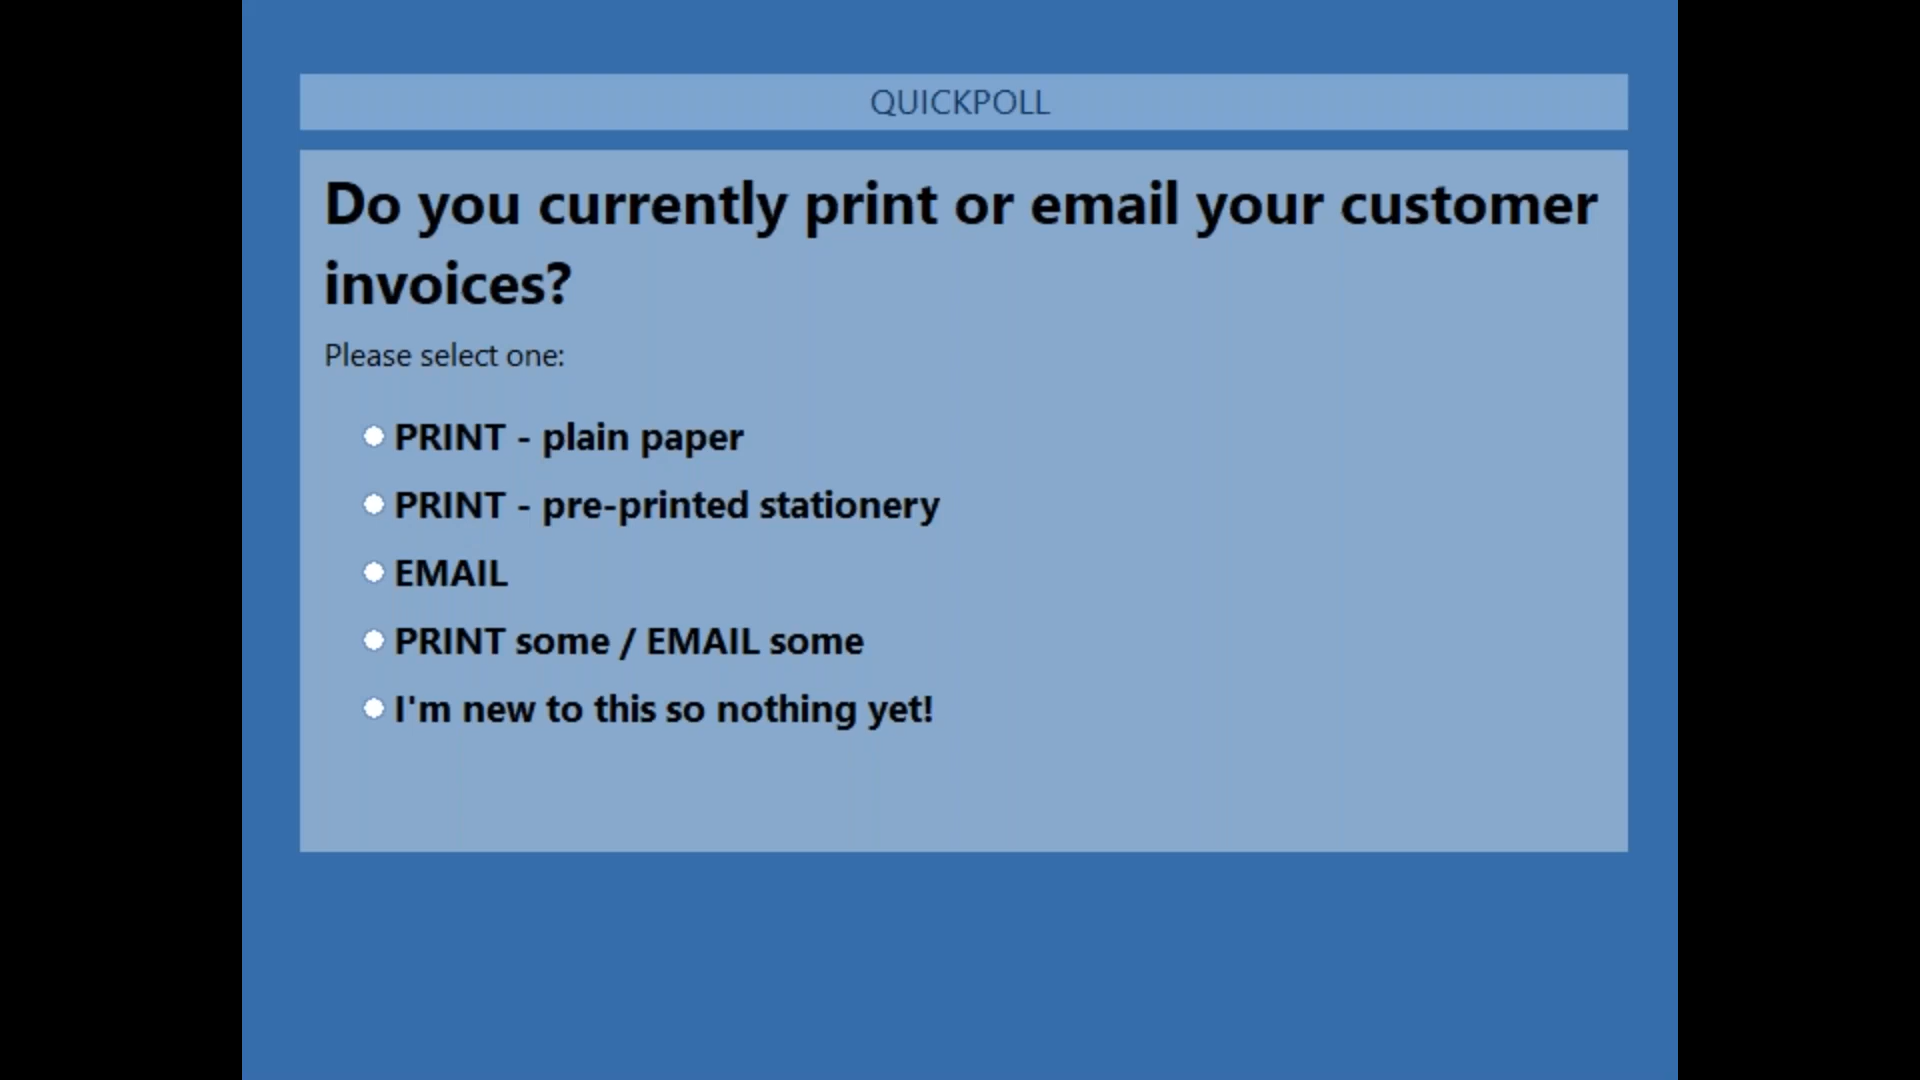 QUICKPOLL
Do you currently print or email your customer
invoices?
Please select one:
PRINT - plain paper
PRINT - pre-printed stationery
EMAIL
PRINT some / EMAIL some
I'm new to this so nothing yet!